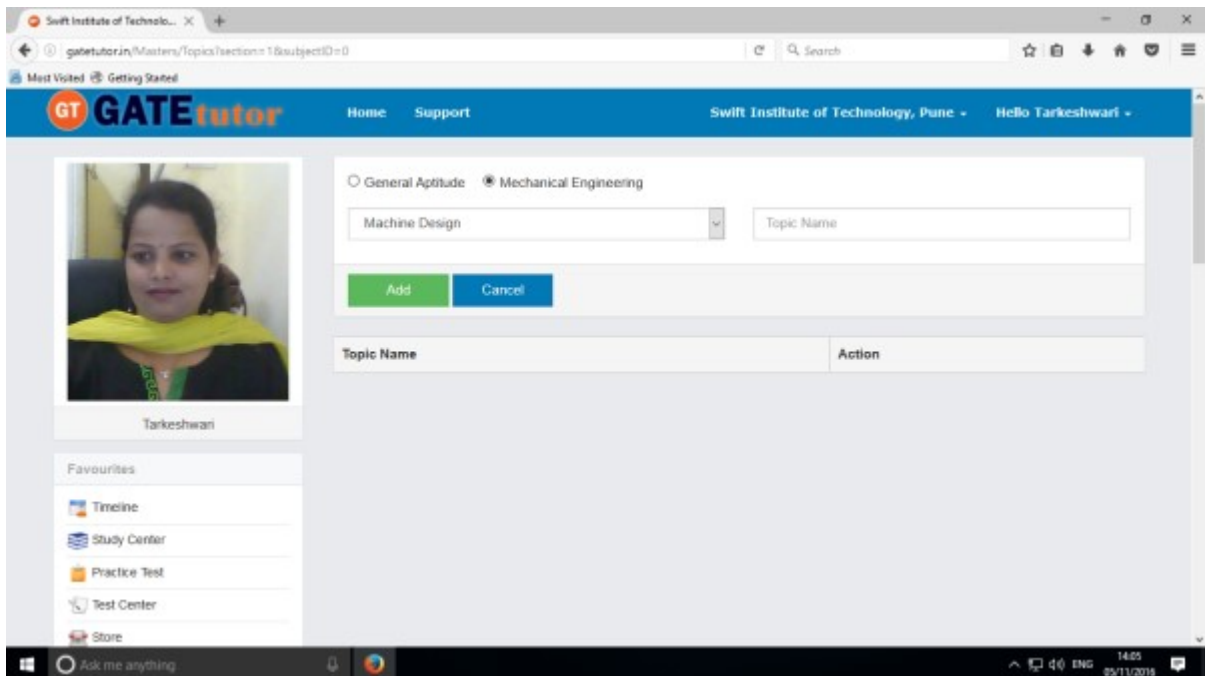 Swift Institute of Technolo...
gatetutor.in/Masters/Topics?section=1&subjectID=0
Search
Most Visited Getting Started
GT GATEtutor Home Support Swift Institute of Technology, Pune Hello Tarkeshwari
General Aptitude Mechanical Engineering
Machine Design Topic Name
Add Cancel
Topic Name Action
Tarkeshwari
Favourites
Timeline
Study Center
Practice Test
Test Center
Store
Ask me anything ENG 14:05
05/11/2016